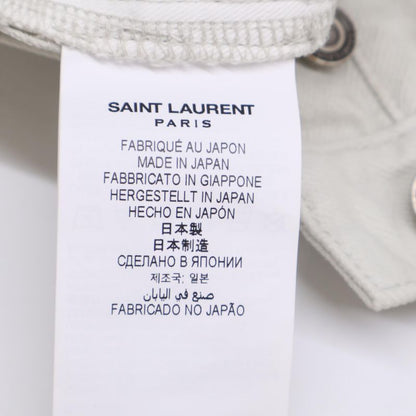 SAINT LAURENT
PARIS
FABRIQUÉ AU JAPON
MADE IN JAPAN
FABBRICATO IN GIAPPONE
HERGESTELLT IN JAPAN
HECHO EN JAPÓN
日本製
日本制造
СДЕЛАНО В ЯПОНИИ
제조국: 일본
صنع في اليابان
FABRICADO NO JAPÃO